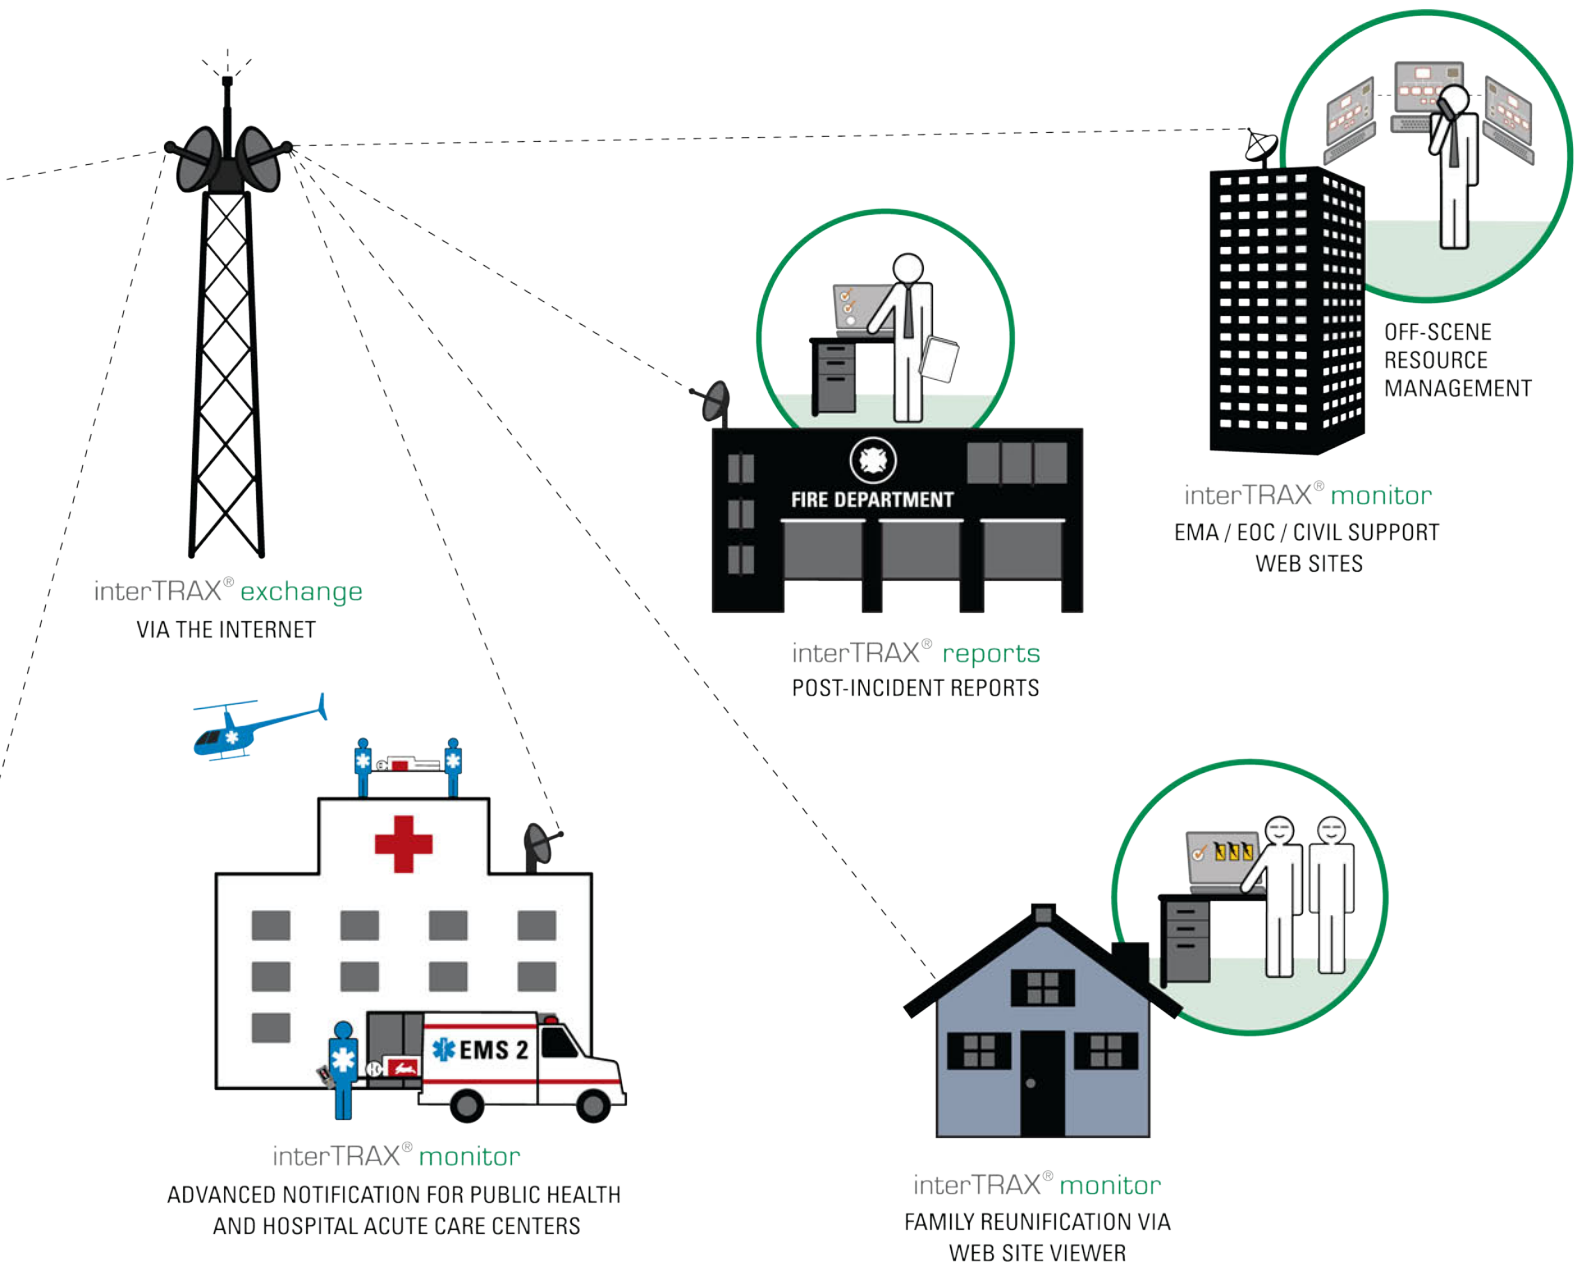 OFF-SCENE
RESOURCE
MANAGEMENT
interTRAX® monitor
EMA / EOC / CIVIL SUPPORT
WEB SITES
FIRE DEPARTMENT
interTRAX® exchange
VIA THE INTERNET
interTRAX® reports
POST-INCIDENT REPORTS
EMS 2
interTRAX® monitor
ADVANCED NOTIFICATION FOR PUBLIC HEALTH
AND HOSPITAL ACUTE CARE CENTERS
interTRAX® monitor
FAMILY REUNIFICATION VIA
WEB SITE VIEWER